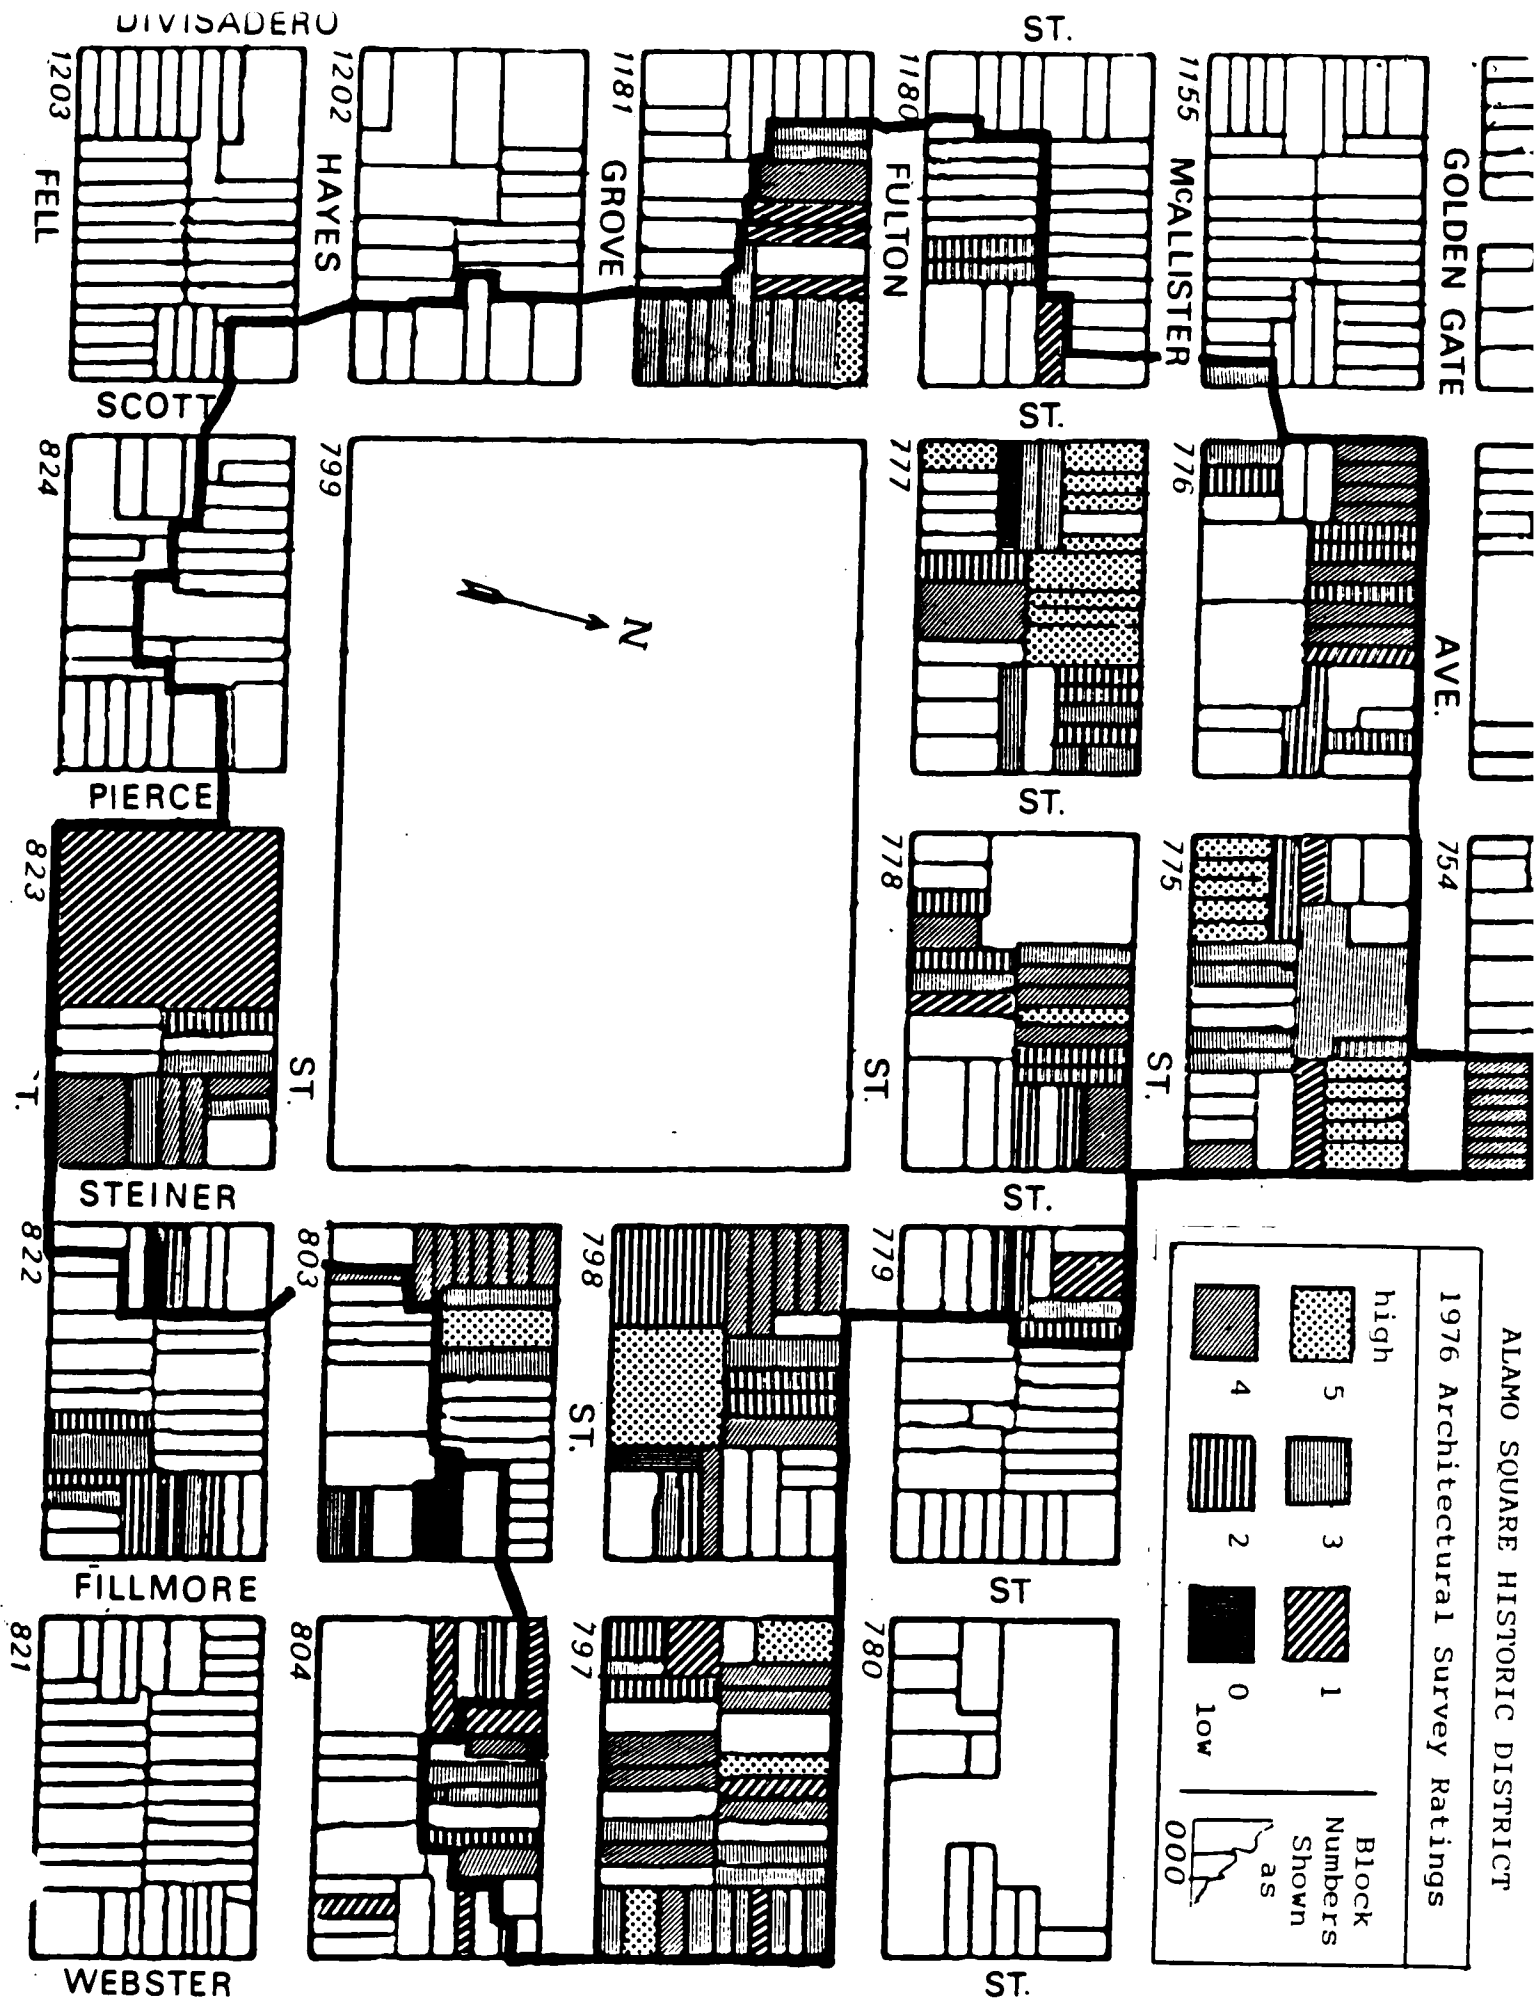 DIVISADERO ST.
1203
1202
1181
1180
1155
FELL
HAYES
GROVE
FULTON
McALLISTER
GOLDEN GATE
SCOTT ST.
824
799
777
776
N
AVE.
PIERCE ST.
823
778
775
754
ST.
ST.
ST.
T.
STEINER ST.
822
803
798
779
ST.
FILLMORE ST
821
804
797
780
WEBSTER ST.
ALAMO SQUARE HISTORIC DISTRICT
1976 Architectural Survey Ratings
high
5
3
1
4
2
0
low
Block
Numbers
Shown
as
000